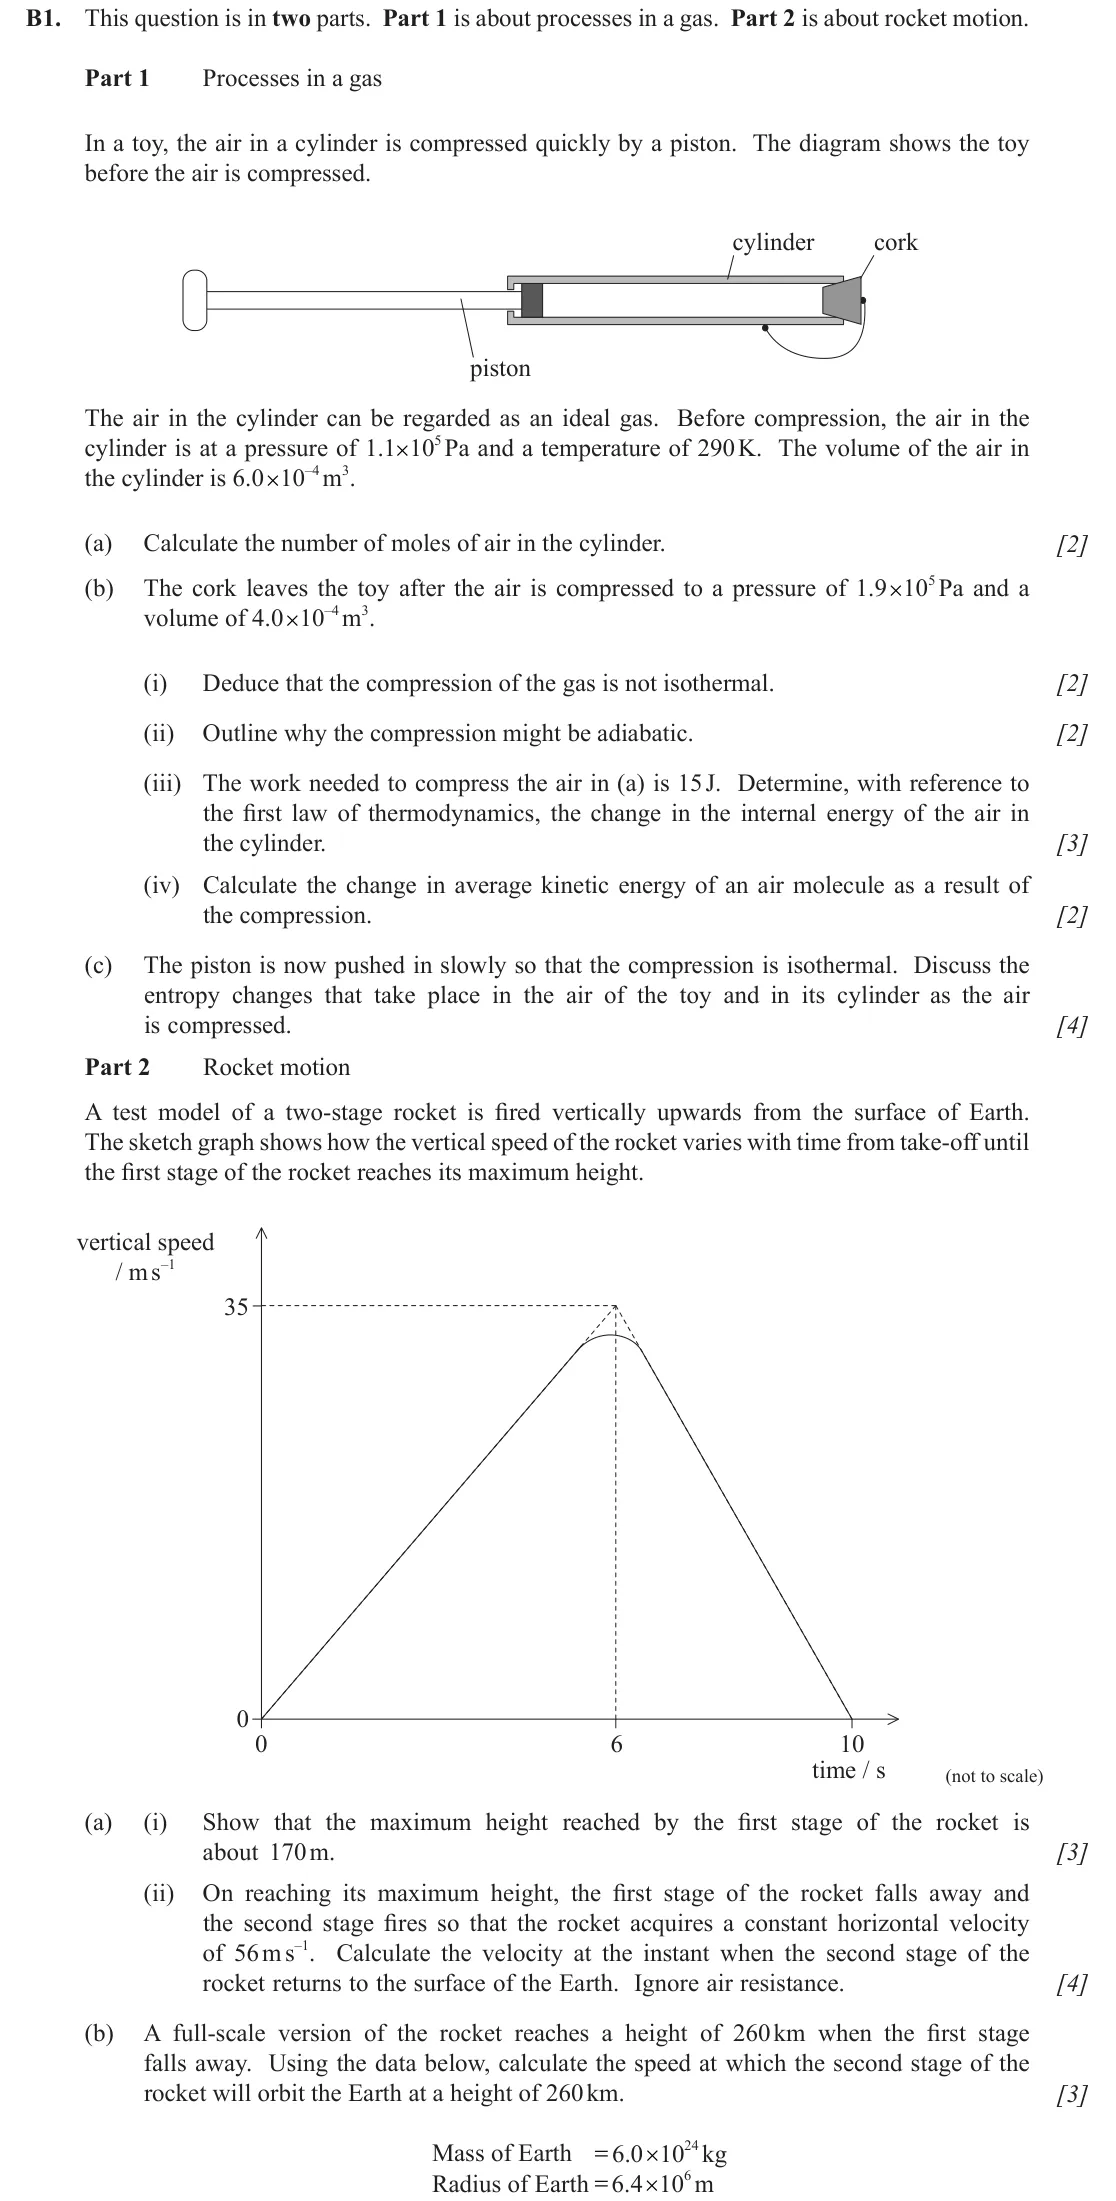 B1. This question is in two parts. Part 1 is about processes in a gas. Part 2 is about rocket motion.
Part 1 Processes in a gas
In a toy, the air in a cylinder is compressed quickly by a piston. The diagram shows the toy
before the air is compressed.
cylinder cork
piston
The air in the cylinder can be regarded as an ideal gas. Before compression, the air in the
cylinder is at a pressure of 1.1×10⁵ Pa and a temperature of 290 K. The volume of the air in
the cylinder is 6.0×10⁻⁴ m³.
(a) Calculate the number of moles of air in the cylinder. [2]
(b) The cork leaves the toy after the air is compressed to a pressure of 1.9×10⁵ Pa and a
volume of 4.0×10⁻⁴ m³.
(i) Deduce that the compression of the gas is not isothermal. [2]
(ii) Outline why the compression might be adiabatic. [2]
(iii) The work needed to compress the air in (a) is 15 J. Determine, with reference to
the first law of thermodynamics, the change in the internal energy of the air in
the cylinder. [3]
(iv) Calculate the change in average kinetic energy of an air molecule as a result of
the compression. [2]
(c) The piston is now pushed in slowly so that the compression is isothermal. Discuss the
entropy changes that take place in the air of the toy and in its cylinder as the air
is compressed. [4]
Part 2 Rocket motion
A test model of a two-stage rocket is fired vertically upwards from the surface of Earth.
The sketch graph shows how the vertical speed of the rocket varies with time from take-off until
the first stage of the rocket reaches its maximum height.
vertical speed
/ m s⁻¹
35
0
0 6 10
time / s (not to scale)
(a) (i) Show that the maximum height reached by the first stage of the rocket is
about 170 m. [3]
(ii) On reaching its maximum height, the first stage of the rocket falls away and
the second stage fires so that the rocket acquires a constant horizontal velocity
of 56 m s⁻¹. Calculate the velocity at the instant when the second stage of the
rocket returns to the surface of the Earth. Ignore air resistance. [4]
(b) A full-scale version of the rocket reaches a height of 260 km when the first stage
falls away. Using the data below, calculate the speed at which the second stage of the
rocket will orbit the Earth at a height of 260 km. [3]
Mass of Earth = 6.0×10²⁴ kg
Radius of Earth = 6.4×10⁶ m